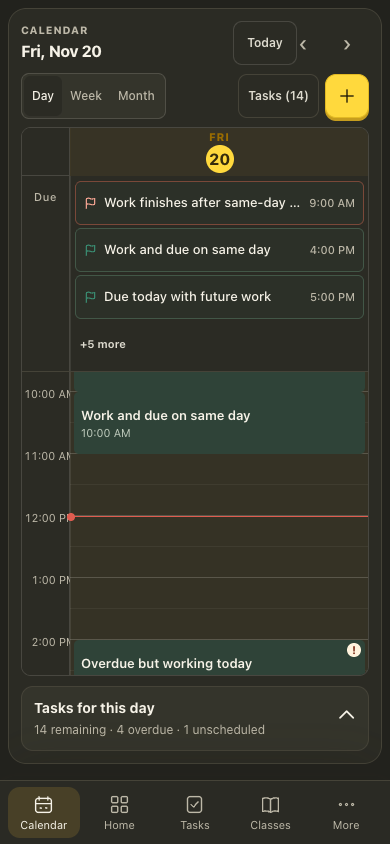 CALENDAR
Fri, Nov 20
Today
Day Week Month
Tasks (14)
FRI
20
Due
Work finishes after same-day ... 9:00 AM
Work and due on same day 4:00 PM
Due today with future work 5:00 PM
+5 more
10:00 AM
Work and due on same day
10:00 AM
11:00 AM
12:00 PM
1:00 PM
2:00 PM
Overdue but working today
Tasks for this day
14 remaining · 4 overdue · 1 unscheduled
Calendar Home Tasks Classes More